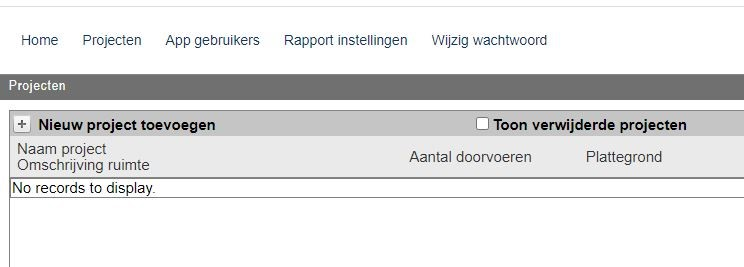 Home Projecten App gebruikers Rapport instellingen Wijzig wachtwoord
Projecten
Nieuw project toevoegen Toon verwijderde projecten
Naam project
Omschrijving ruimte Aantal doorvoeren Plattegrond
No records to display.